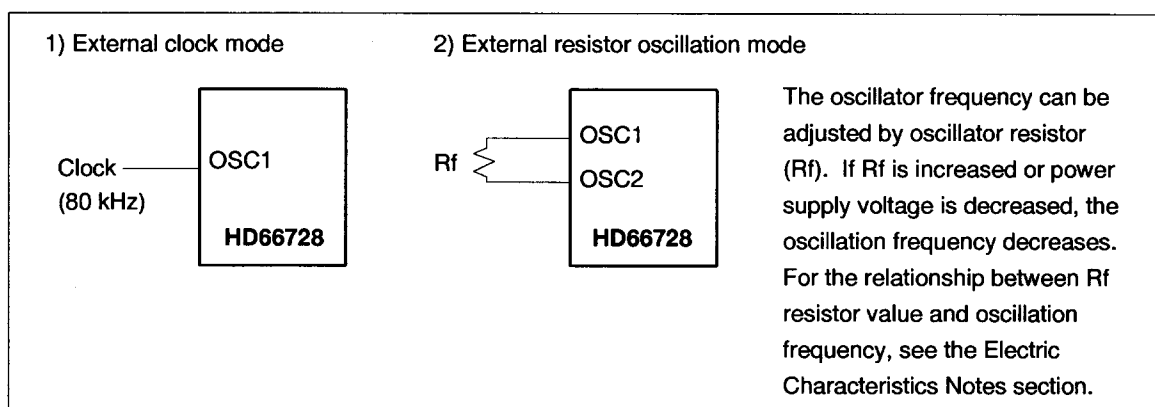 1) External clock mode
Clock
(80 kHz)
OSC1
HD66728
2) External resistor oscillation mode
Rf
OSC1
OSC2
HD66728
The oscillator frequency can be
adjusted by oscillator resistor
(Rf). If Rf is increased or power
supply voltage is decreased, the
oscillation frequency decreases.
For the relationship between Rf
resistor value and oscillation
frequency, see the Electric
Characteristics Notes section.